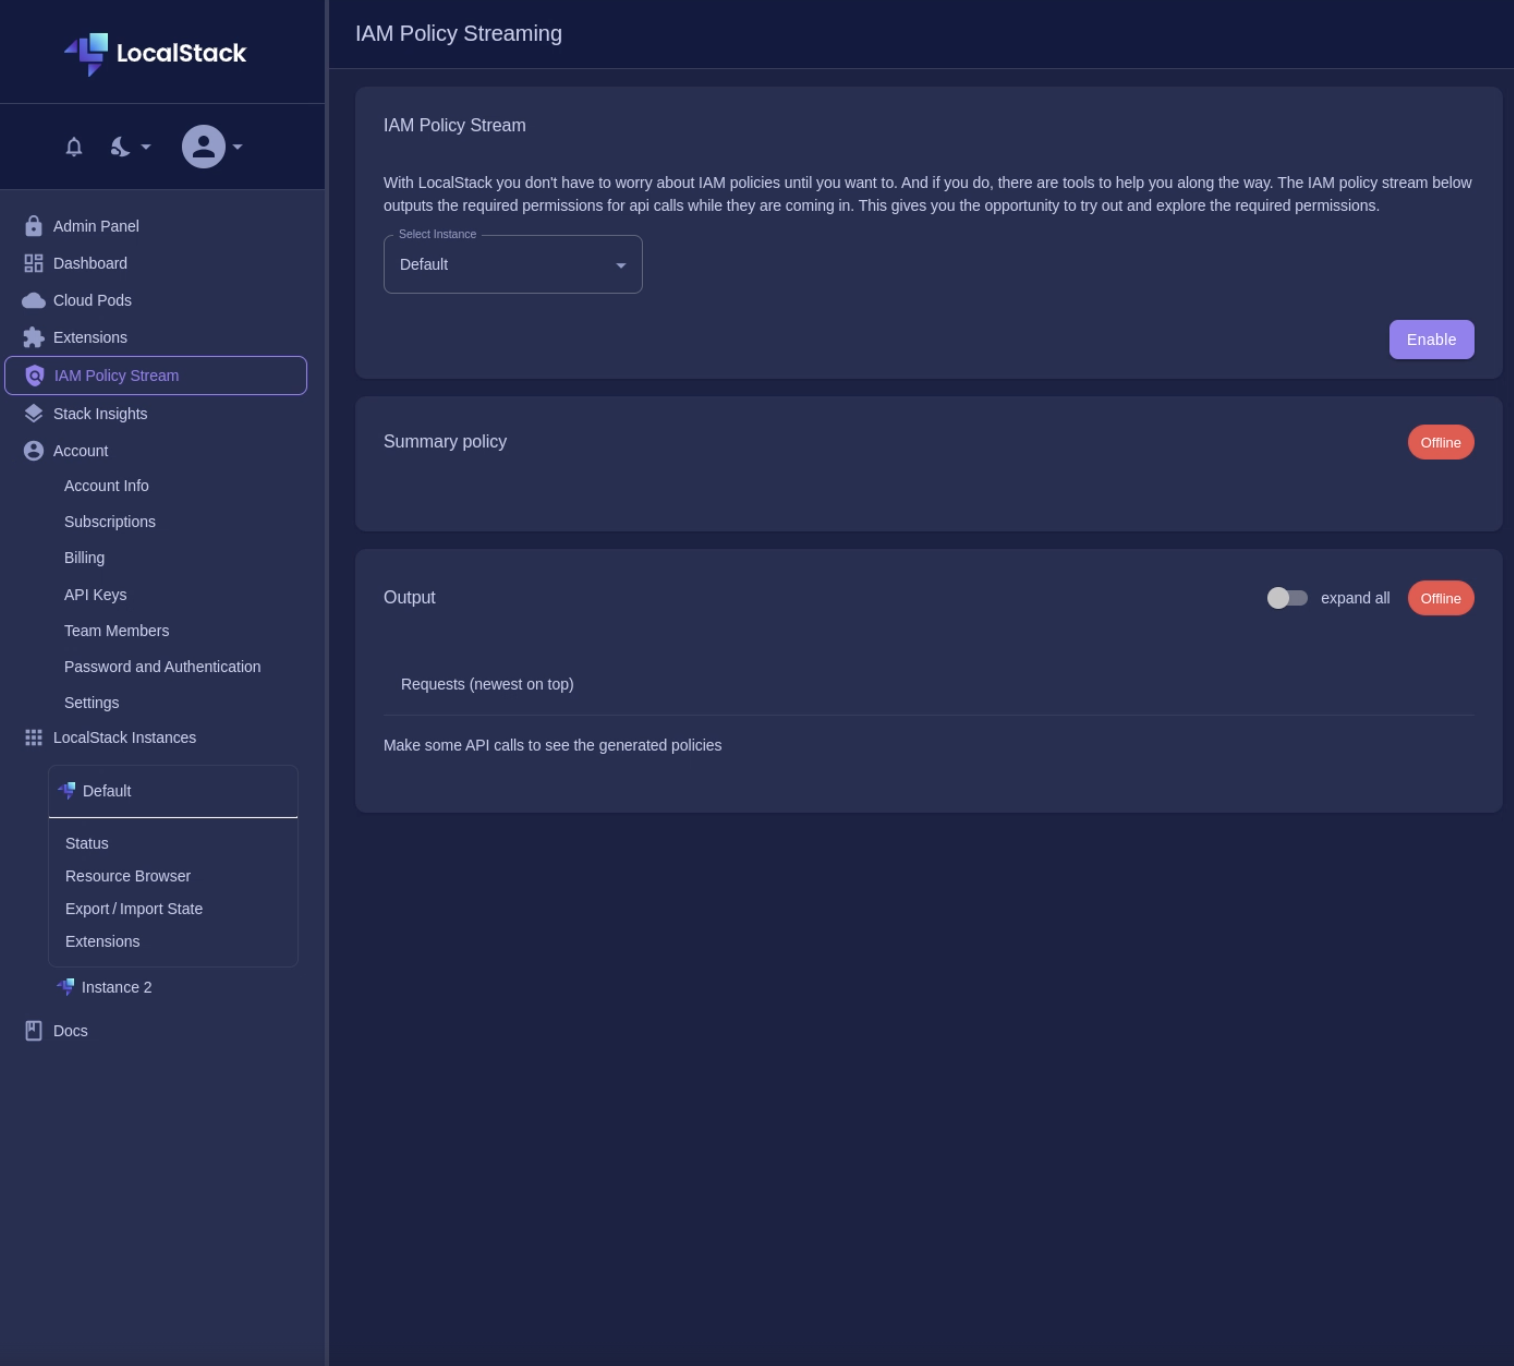 LocalStack
Admin Panel
Dashboard
Cloud Pods
Extensions
IAM Policy Stream
Stack Insights
Account
Account Info
Subscriptions
Billing
API Keys
Team Members
Password and Authentication
Settings
LocalStack Instances
Default
Status
Resource Browser
Export / Import State
Extensions
Instance 2
Docs
IAM Policy Streaming
IAM Policy Stream
With LocalStack you don't have to worry about IAM policies until you want to. And if you do, there are tools to help you along the way. The IAM policy stream below
outputs the required permissions for api calls while they are coming in. This gives you the opportunity to try out and explore the required permissions.
Select Instance
Default
Enable
Summary policy
Offline
Output
expand all
Offline
Requests (newest on top)
Make some API calls to see the generated policies